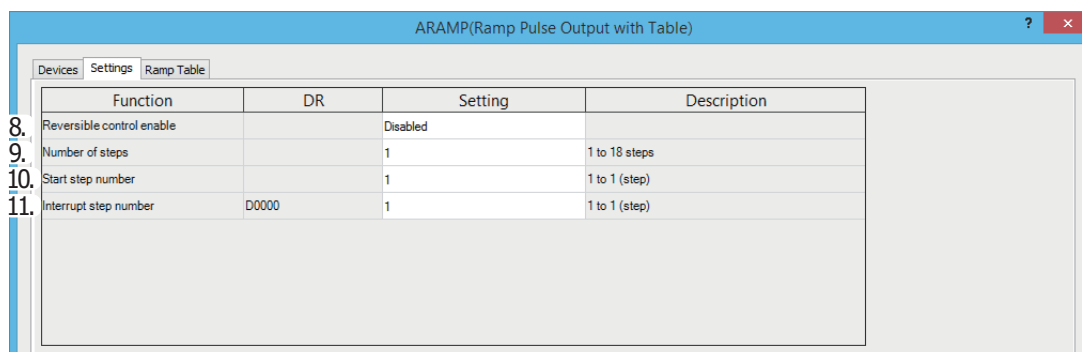 ARAMP(Ramp Pulse Output with Table) ? ×
Devices Settings Ramp Table
Function DR Setting Description
8. Reversible control enable Disabled
9. Number of steps 1 1 to 18 steps
10. Start step number 1 1 to 1 (step)
11. Interrupt step number D0000 1 1 to 1 (step)